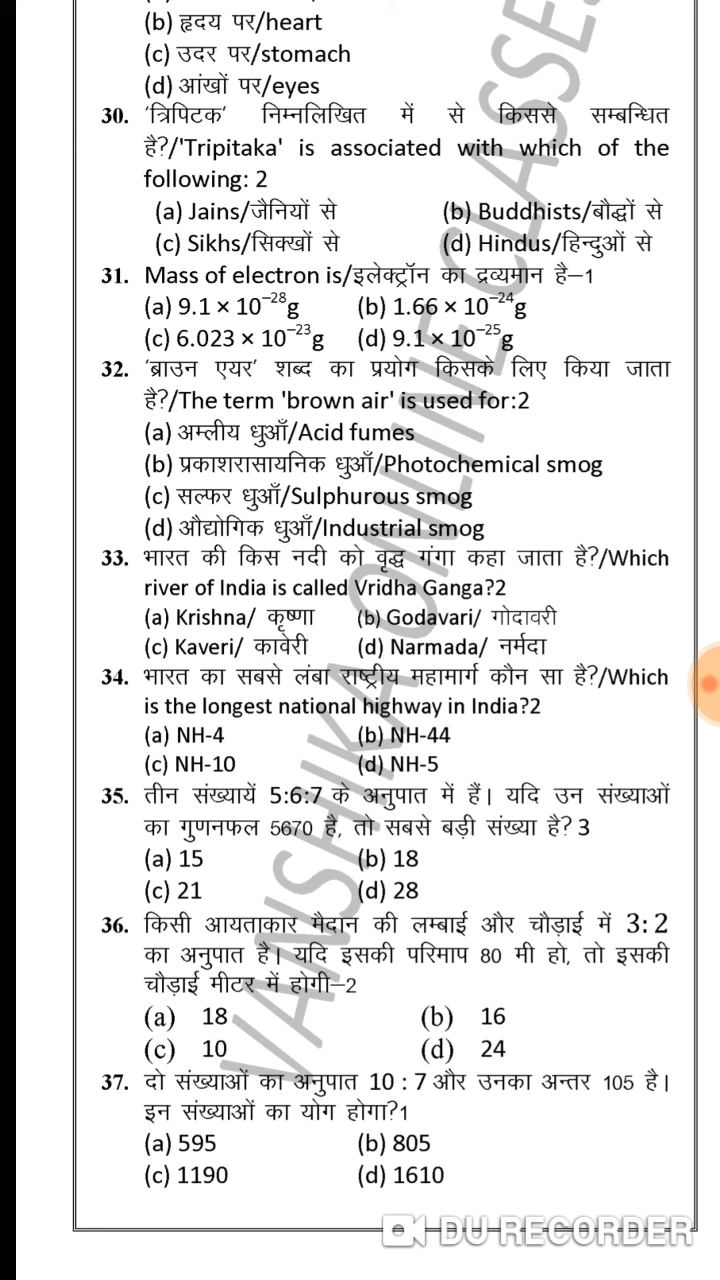 (b) हृदय पर/heart
(c) उदर पर/stomach
(d) आंखों पर/eyes
30. 'त्रिपिटक' निम्नलिखित में से किससे सम्बन्धित
है?/'Tripitaka' is associated with which of the
following: 2
(a) Jains/जैनियों से (b) Buddhists/बौद्धों से
(c) Sikhs/सिक्खों से (d) Hindus/हिन्दुओं से
31. Mass of electron is/इलेक्ट्रॉन का द्रव्यमान है–1
(a) 9.1 × 10⁻²⁸g (b) 1.66 × 10⁻²⁴g
(c) 6.023 × 10⁻²³g (d) 9.1 × 10⁻²⁵g
32. 'ब्राउन एयर' शब्द का प्रयोग किसके लिए किया जाता
है?/The term 'brown air' is used for:2
(a) अम्लीय धुआँ/Acid fumes
(b) प्रकाशरासायनिक धुआँ/Photochemical smog
(c) सल्फर धुआँ/Sulphurous smog
(d) औद्योगिक धुआँ/Industrial smog
33. भारत की किस नदी को वृद्ध गंगा कहा जाता है?/Which
river of India is called Vridha Ganga?2
(a) Krishna/ कृष्णा (b) Godavari/ गोदावरी
(c) Kaveri/ कावेरी (d) Narmada/ नर्मदा
34. भारत का सबसे लंबा राष्ट्रीय महामार्ग कौन सा है?/Which
is the longest national highway in India?2
(a) NH-4 (b) NH-44
(c) NH-10 (d) NH-5
35. तीन संख्यायें 5:6:7 के अनुपात में हैं। यदि उन संख्याओं
का गुणनफल 5670 है, तो सबसे बड़ी संख्या है? 3
(a) 15 (b) 18
(c) 21 (d) 28
36. किसी आयताकार मैदान की लम्बाई और चौड़ाई में 3:2
का अनुपात है। यदि इसकी परिमाप 80 मी हो, तो इसकी
चौड़ाई मीटर में होगी–2
(a) 18 (b) 16
(c) 10 (d) 24
37. दो संख्याओं का अनुपात 10 : 7 और उनका अन्तर 105 है।
इन संख्याओं का योग होगा?1
(a) 595 (b) 805
(c) 1190 (d) 1610
VANSHIKA ONLINE CLASSES
DU RECORDER